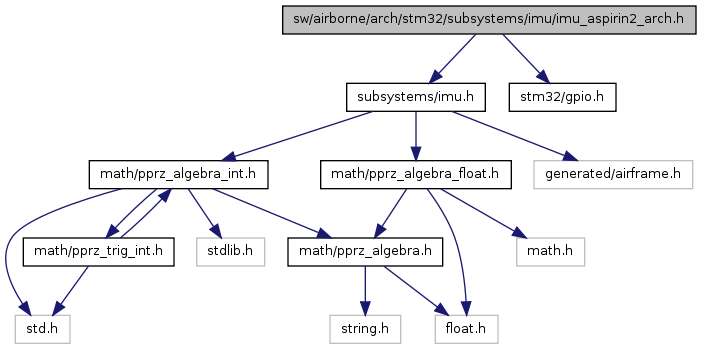 sw/airborne/arch/stm32/subsystems/imu/imu_aspirin2_arch.h
subsystems/imu.h
stm32/gpio.h
math/pprz_algebra_int.h
math/pprz_algebra_float.h
generated/airframe.h
math/pprz_trig_int.h
stdlib.h
math/pprz_algebra.h
math.h
std.h
string.h
float.h